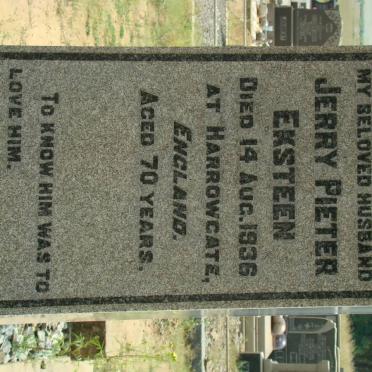 MY BELOVED HUSBAND
JERRY PIETER
EKSTEEN
DIED 14 AUG. 1936
AT HARROWGATE,
ENGLAND.
AGED 70 YEARS.
TO KNOW HIM WAS TO
LOVE HIM.